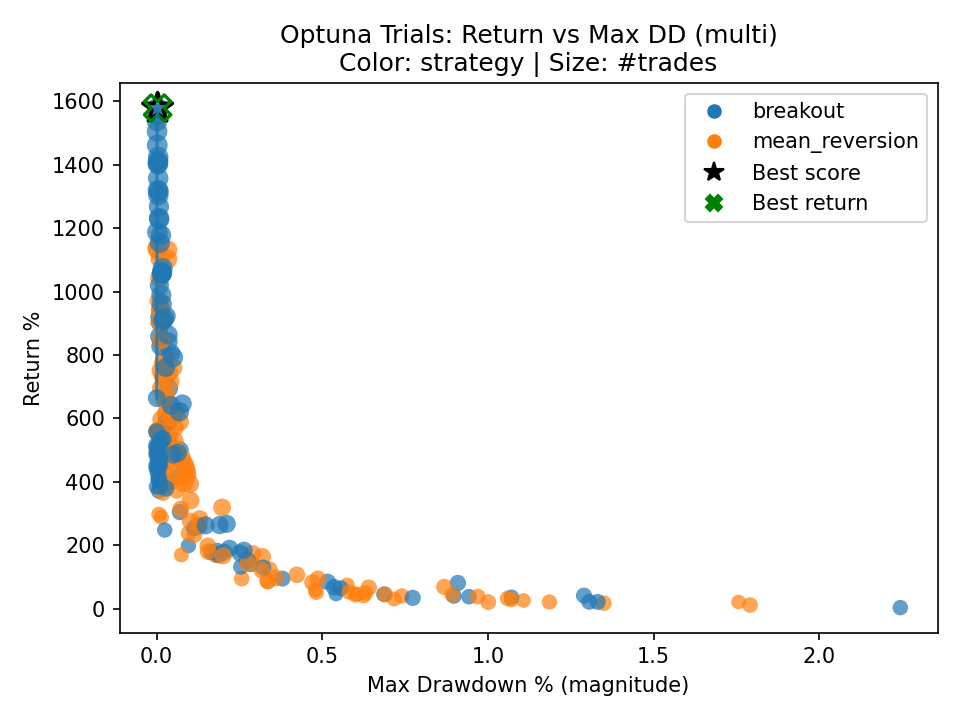 Optuna Trials: Return vs Max DD (multi)
Color: strategy | Size: #trades
1600
1400
1200
1000
800
600
400
200
0
Return %
breakout
mean_reversion
Best score
Best return
0.0
0.5
1.0
1.5
2.0
Max Drawdown % (magnitude)